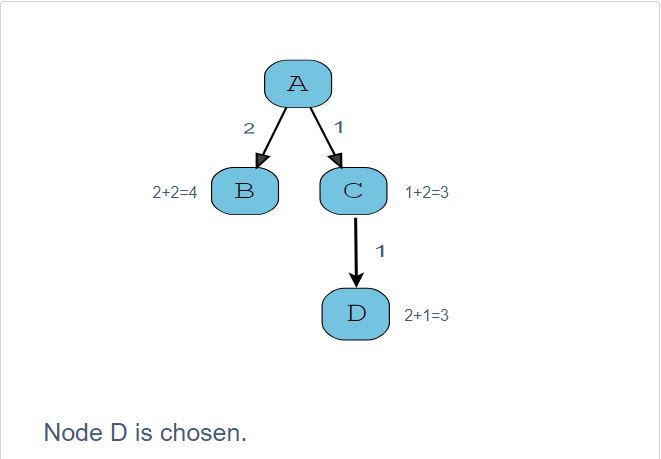 A
2 1
2+2=4 B C 1+2=3
1
D 2+1=3
Node D is chosen.